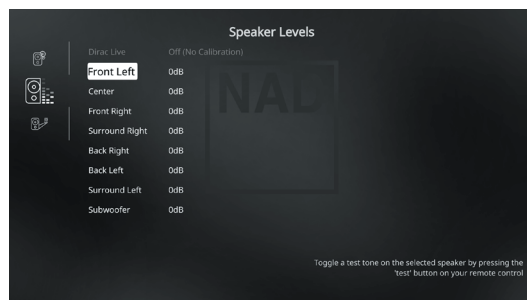 Speaker Levels
Dirac Live Off (No Calibration)
Front Left 0dB
Center 0dB
Front Right 0dB
Surround Right 0dB
Back Right 0dB
Back Left 0dB
Surround Left 0dB
Subwoofer 0dB
NAD
Toggle a test tone on the selected speaker by pressing the
'test' button on your remote control